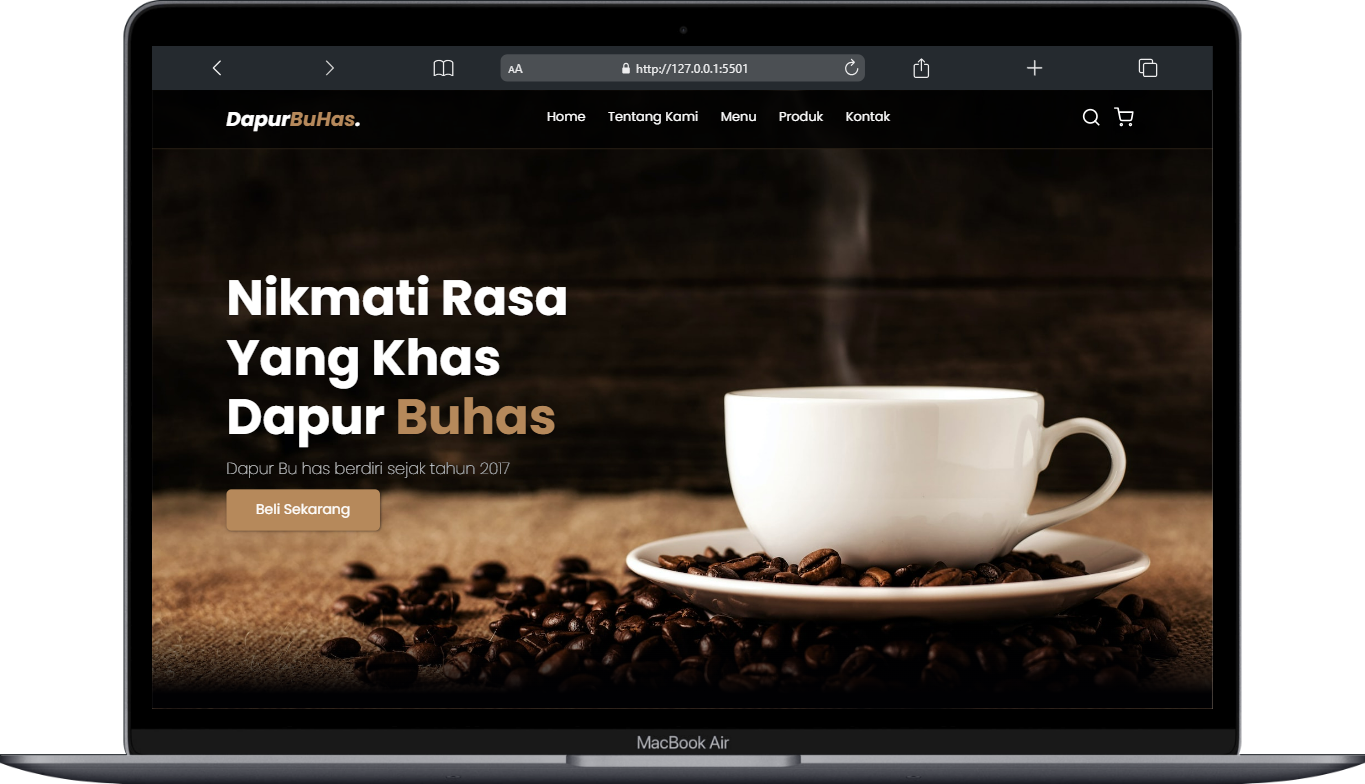 AA
http://127.0.0.1:5501
DapurBuHas.
Home
Tentang Kami
Menu
Produk
Kontak
Nikmati Rasa
Yang Khas
Dapur Buhas
Dapur Bu has berdiri sejak tahun 2017
Beli Sekarang
MacBook Air